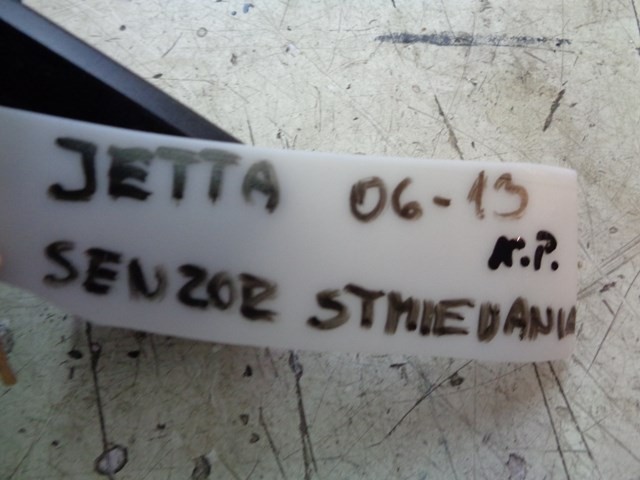 JETTA 06-13
N.P.
SENZOR STMIEDANIA